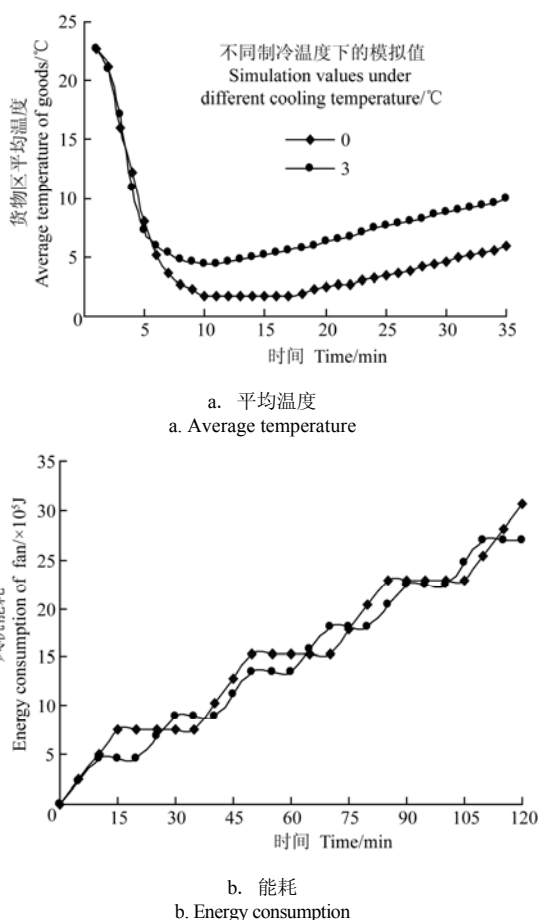 25
20
15
10
5
0
货物区平均温度
Average temperature of goods/℃
不同制冷温度下的模拟值
Simulation values under
different cooling temperature/℃
0
3
5
10
15
20
25
30
35
时间 Time/min
a. 平均温度
a. Average temperature
35
30
25
20
15
10
5
0
Energy consumption of fan/×10⁵J
15
30
45
60
75
90
105
120
时间 Time/min
b. 能耗
b. Energy consumption